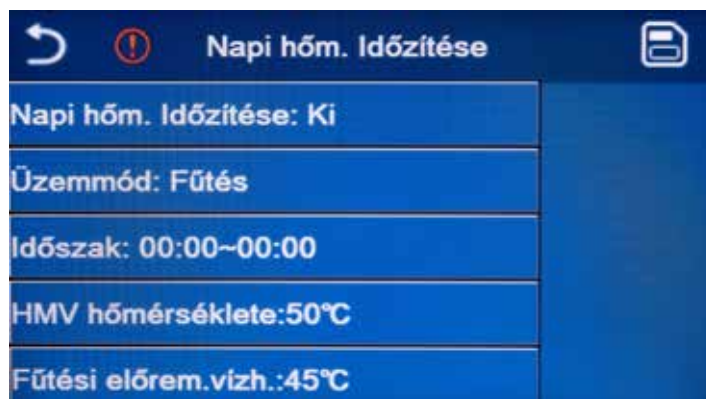 Napi hőm. Időzítése
Napi hőm. Időzítése: Ki
Üzemmód: Fűtés
Időszak: 00:00~00:00
HMV hőmérséklete:50℃
Fűtési előrem.vízh.:45℃